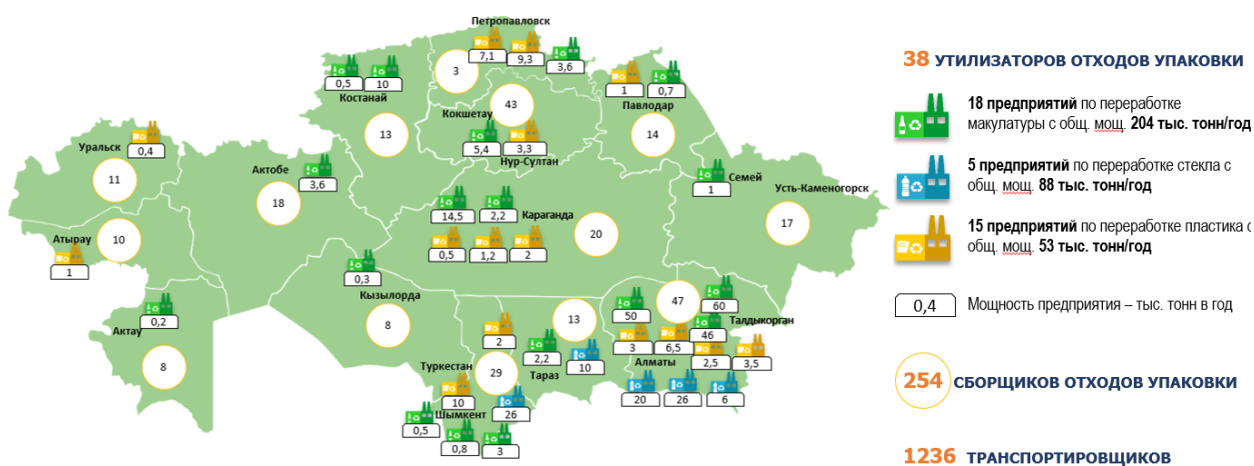 Петропавловск
7,1
9,3
3,6
3
0,5
10
Костанай
13
Кокшетау
43
5,4
3,3
Нур-Султан
1
0,7
Павлодар
14
Уральск
0,4
11
Актобе
3,6
18
Семей
1
Усть-Каменогорск
17
14,5
2,2
Караганда
20
0,5
1,2
2
Атырау
10
1
0,3
Кызылорда
8
0,2
Актау
8
2
Туркестан
29
10
26
Шымкент
0,5
0,8
3
13
2,2
10
Тараз
47
50
60
Талдыкорган
46
3
6,5
2,5
3,5
Алматы
20
26
6
38 УТИЛИЗАТОРОВ ОТХОДОВ УПАКОВКИ
18 предприятий по переработке
макулатуры с общ. мощ. 204 тыс. тонн/год
5 предприятий по переработке стекла с
общ. мощ. 88 тыс. тонн/год
15 предприятий по переработке пластика с
общ. мощ. 53 тыс. тонн/год
0,4 Мощность предприятия – тыс. тонн в год
254 СБОРЩИКОВ ОТХОДОВ УПАКОВКИ
1236 ТРАНСПОРТИРОВЩИКОВ